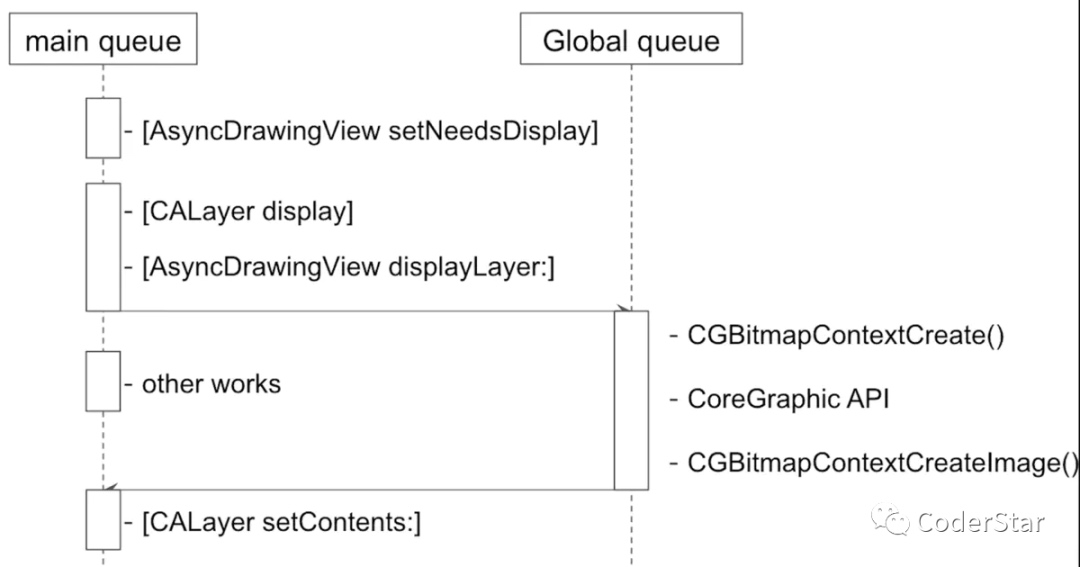 main queue
Global queue
- [AsyncDrawingView setNeedsDisplay]
- [CALayer display]
- [AsyncDrawingView displayLayer:]
- CGBitmapContextCreate()
- other works
- CoreGraphic API
- CGBitmapContextCreateImage()
- [CALayer setContents:]
CoderStar